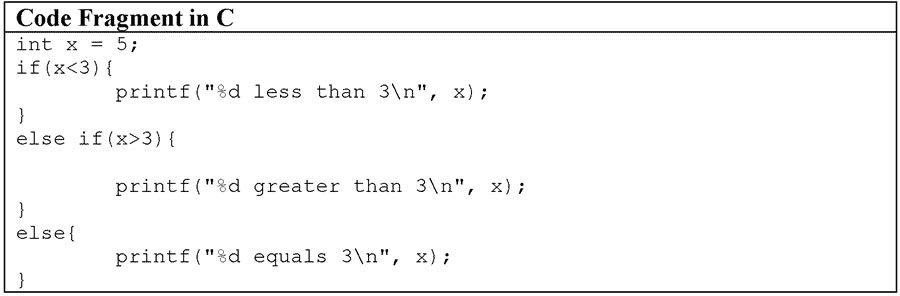 Code Fragment in C
int x = 5;
if(x<3){
        printf("%d less than 3\n", x);
}
else if(x>3){

        printf("%d greater than 3\n", x);
}
else{
        printf("%d equals 3\n", x);
}